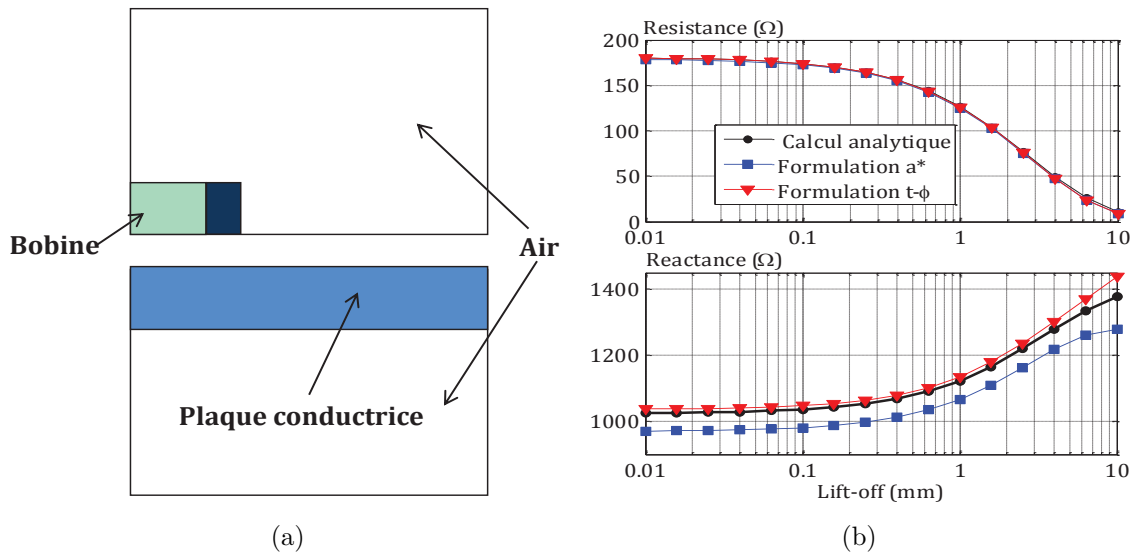 Bobine
Air
Plaque conductrice
(a)
Resistance (Ω)
200
150
100
50
0
0.01
0.1
1
10
Calcul analytique
Formulation a*
Formulation t-ϕ
Reactance (Ω)
1400
1200
1000
0.01
0.1
1
10
Lift-off (mm)
(b)